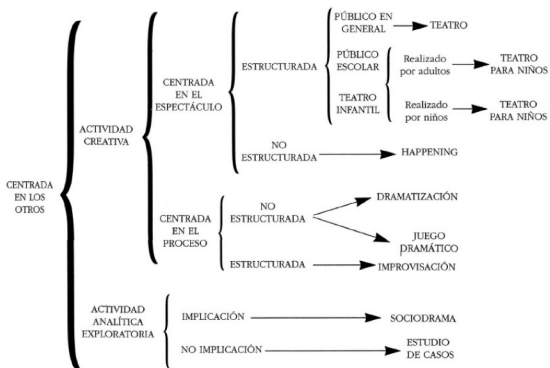 PÚBLICO EN
GENERAL
TEATRO
CENTRADA
EN EL
ESPECTÁCULO
ESTRUCTURADA
PÚBLICO
ESCOLAR
Realizado
por adultos
TEATRO
PARA NIÑOS
TEATRO
INFANTIL
Realizado
por niños
TEATRO
PARA NIÑOS
ACTIVIDAD
CREATIVA
NO
ESTRUCTURADA
HAPPENING
CENTRADA
EN LOS
OTROS
CENTRADA
EN EL
PROCESO
NO
ESTRUCTURADA
DRAMATIZACIÓN
JUEGO
DRAMÁTICO
ESTRUCTURADA
IMPROVISACIÓN
ACTIVIDAD
ANALÍTICA
EXPLORATORIA
IMPLICACIÓN
SOCIODRAMA
NO IMPLICACIÓN
ESTUDIO
DE CASOS